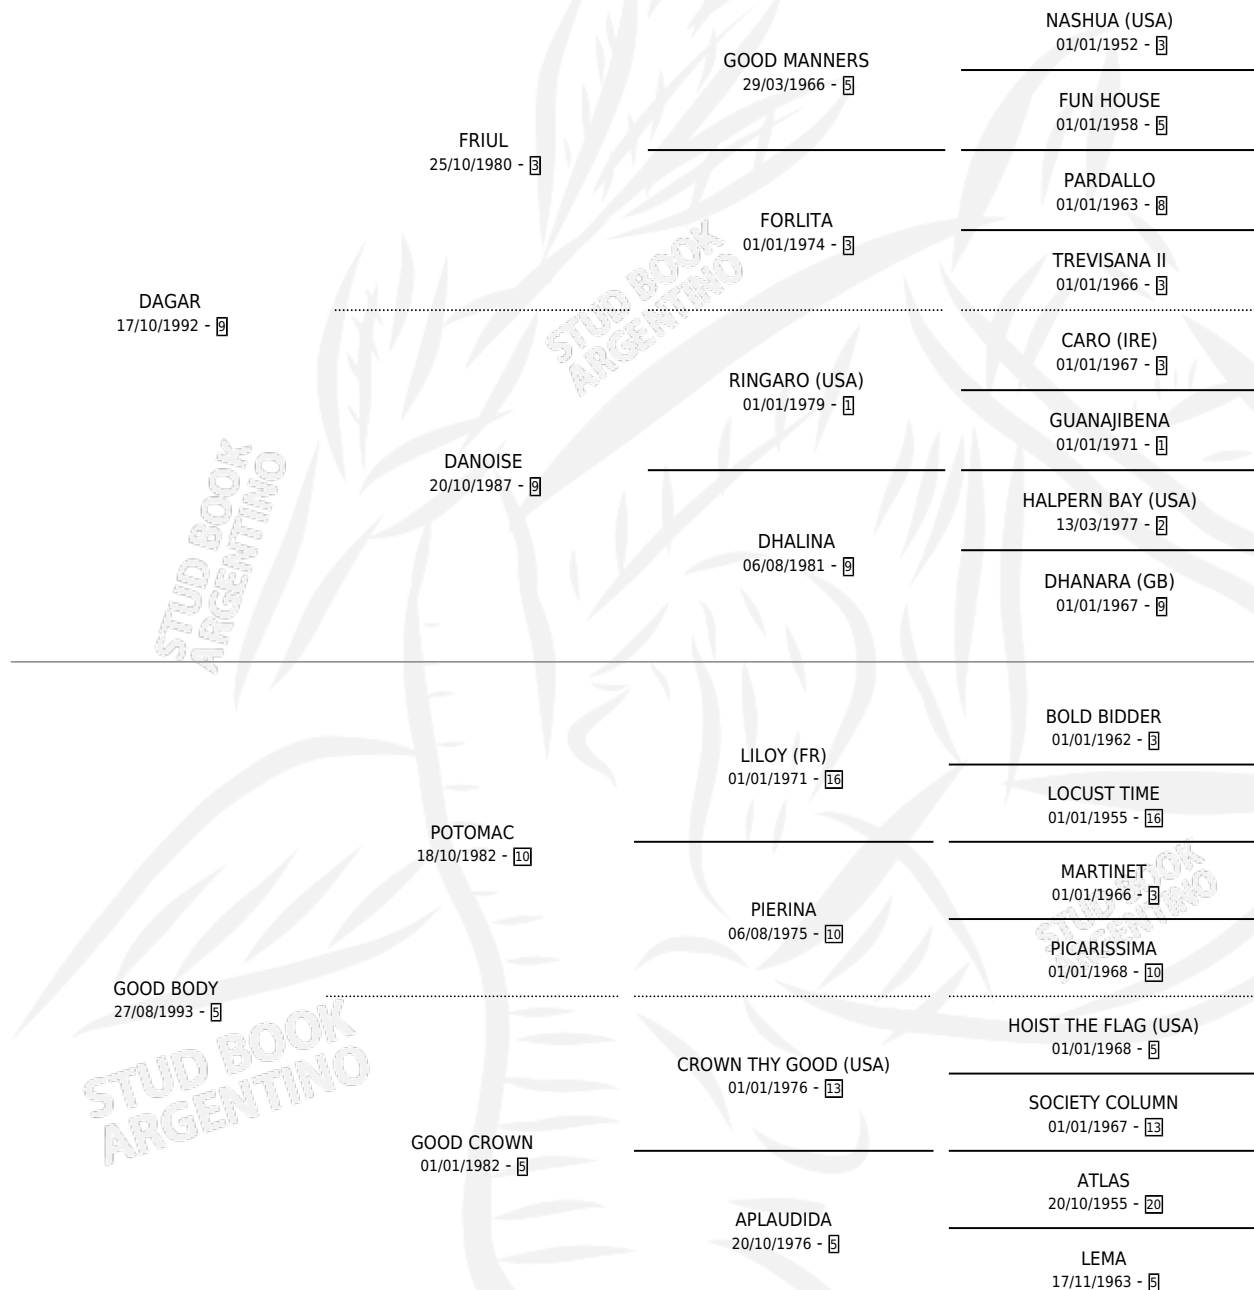 NASHUA (USA)
01/01/1952 - 3
GOOD MANNERS
29/03/1966 - 5
FUN HOUSE
01/01/1958 - 5
FRIUL
25/10/1980 - 3
PARDALLO
01/01/1963 - 8
FORLITA
01/01/1974 - 3
TREVISANA II
01/01/1966 - 3
DAGAR
17/10/1992 - 9
CARO (IRE)
01/01/1967 - 3
RINGARO (USA)
01/01/1979 - 1
GUANAJIBENA
01/01/1971 - 1
DANOISE
20/10/1987 - 9
HALPERN BAY (USA)
13/03/1977 - 2
DHALINA
06/08/1981 - 9
DHANARA (GB)
01/01/1967 - 9
STUD BOOK
ARGENTINO
STUD BOOK
ARGENTINO
BOLD BIDDER
01/01/1962 - 3
LILOY (FR)
01/01/1971 - 16
LOCUST TIME
01/01/1955 - 16
POTOMAC
18/10/1982 - 10
MARTINET
01/01/1966 - 3
PIERINA
06/08/1975 - 10
PICARISSIMA
01/01/1968 - 10
STUD BOOK
ARGENTINO
GOOD BODY
27/08/1993 - 5
HOIST THE FLAG (USA)
01/01/1968 - 5
CROWN THY GOOD (USA)
01/01/1976 - 13
SOCIETY COLUMN
01/01/1967 - 13
STUD BOOK
ARGENTINO
GOOD CROWN
01/01/1982 - 5
ATLAS
20/10/1955 - 20
APLAUDIDA
20/10/1976 - 5
LEMA
17/11/1963 - 5